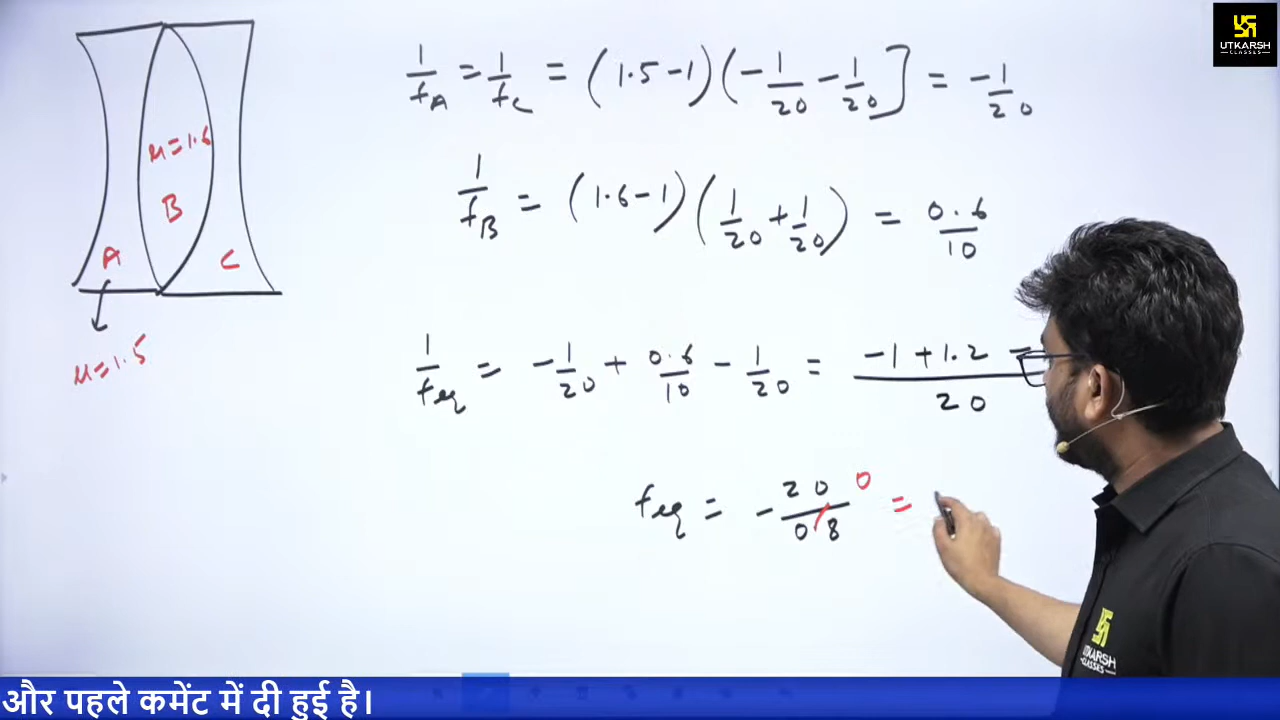 UTKARSH
CLASSES
1/f_A = 1/f_C = (1.5-1)(-1/20 - 1/20] = -1/20
μ=1.6
B
A
C
μ=1.5
1/f_B = (1.6-1)(1/20 + 1/20) = 0.6/10
1/f_eq = -1/20 + 0.6/10 - 1/20 = -1+1.2 -/20
f_eq = -20 0/0.8 =
UTKARSH
CLASSES
और पहले कमेंट में दी हुई है।